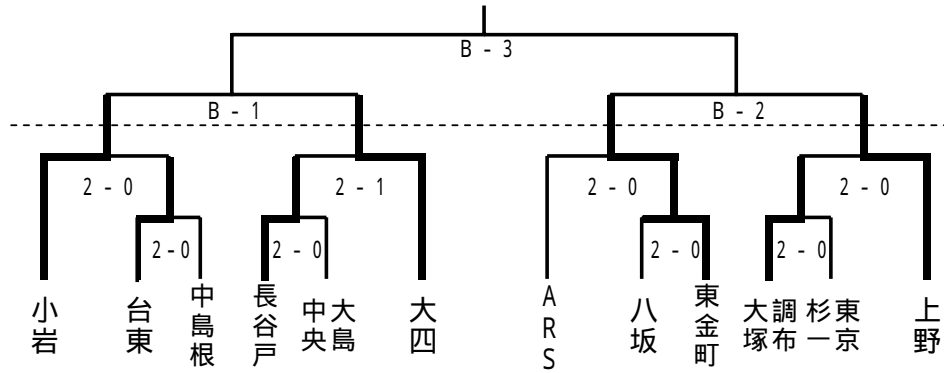 B - 3
B - 1
B - 2
2 - 0
2 - 1
2 - 0
2 - 0
2 - 0
2 - 0
2 - 0
2 - 0
小岩
台東
中島根
長谷戸
中央
大島
大四
ARS
八坂
東金町
大塚
調布
杉一
東京
上野